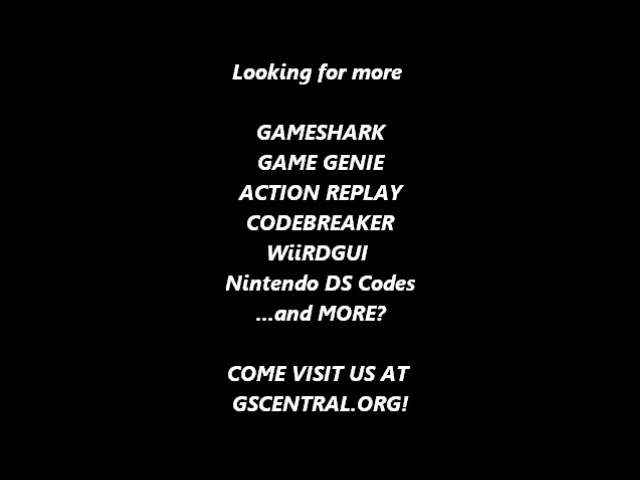 Looking for more
GAMESHARK
GAME GENIE
ACTION REPLAY
CODEBREAKER
WiiRDGUI
Nintendo DS Codes
...and MORE?
COME VISIT US AT
GSCENTRAL.ORG!